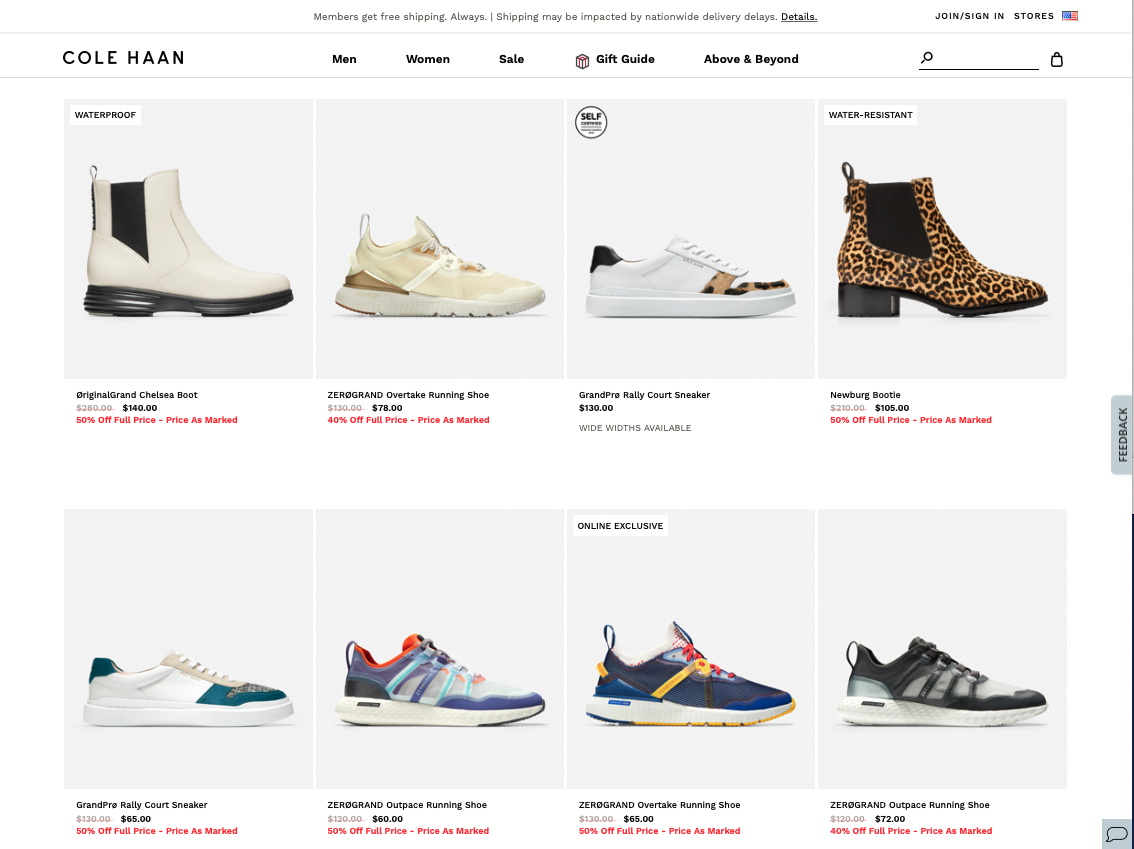 Members get free shipping. Always. | Shipping may be impacted by nationwide delivery delays. Details.
JOIN/SIGN IN STORES
COLE HAAN
Men Women Sale Gift Guide Above & Beyond
WATERPROOF
SELF
CERTIFIED
WATER-RESISTANT
ØriginalGrand Chelsea Boot
$280.00 $140.00
50% Off Full Price - Price As Marked
ZERØGRAND Overtake Running Shoe
$130.00 $78.00
40% Off Full Price - Price As Marked
GrandPrø Rally Court Sneaker
$130.00
WIDE WIDTHS AVAILABLE
Newburg Bootie
$210.00 $105.00
50% Off Full Price - Price As Marked
FEEDBACK
ONLINE EXCLUSIVE
GrandPrø Rally Court Sneaker
$130.00 $65.00
50% Off Full Price - Price As Marked
ZERØGRAND Outpace Running Shoe
$120.00 $60.00
50% Off Full Price - Price As Marked
ZERØGRAND Overtake Running Shoe
$130.00 $65.00
50% Off Full Price - Price As Marked
ZERØGRAND Outpace Running Shoe
$120.00 $72.00
40% Off Full Price - Price As Marked